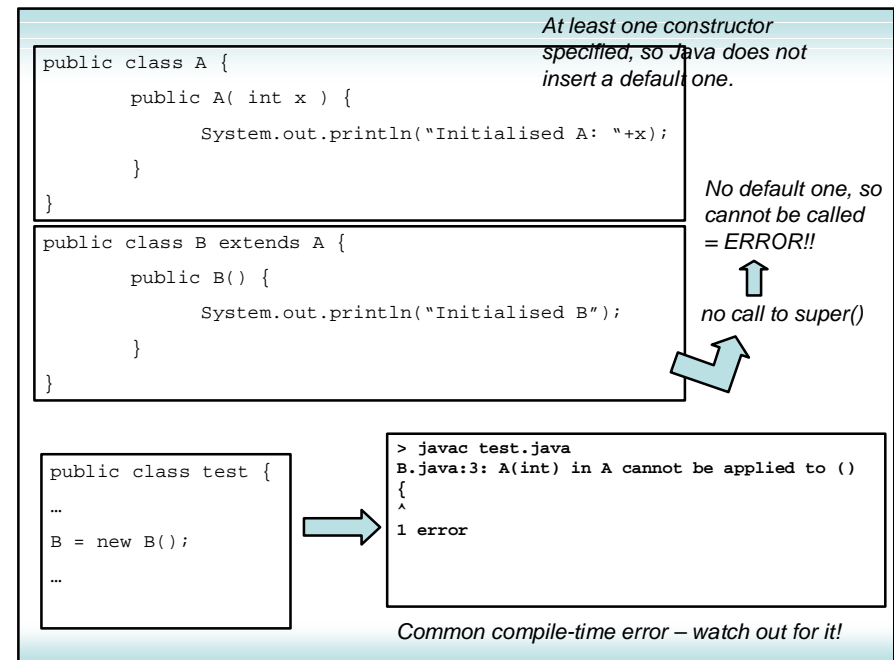 At least one constructor
specified, so Java does not
insert a default one.
public class A {
public A( int x ) {
System.out.println(“Initialised A: “+x);
}
}
No default one, so
cannot be called
= ERROR!!
public class B extends A {
public B() {
System.out.println(“Initialised B”);
}
}
no call to super()
public class test {
…
B = new B();
…
> javac test.java
B.java:3: A(int) in A cannot be applied to ()
{
^
1 error
Common compile-time error – watch out for it!